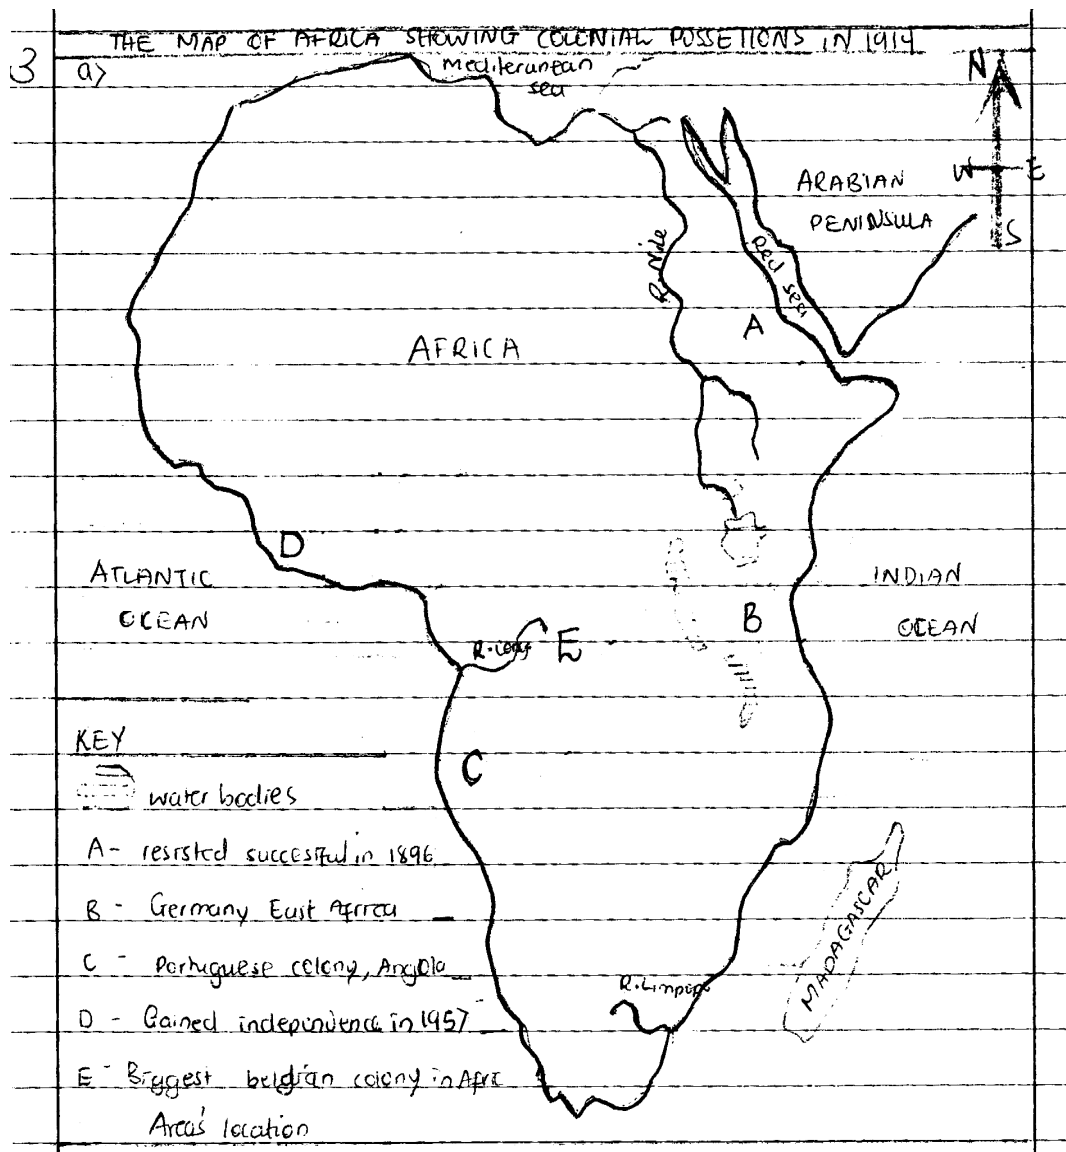 THE MAP OF AFRICA SHOWING COLONIAL POSSETIONS IN 1914
3 a)
Mediteranean
sea
N
W E
S
ARABIAN
PENINSULA
R. Nile
Red sea
A
AFRICA
D
ATLANTIC
OCEAN
INDIAN
OCEAN
B
R. E
KEY
C
water bodies
A- resisted succesful in 1896
B - Germany East Africa
C - Portuguese colony, Angola
D - Gained independence in 1957
E - Biggest belgian colony in Afric
Area's location
MADAGASCAR
R. Limpopo